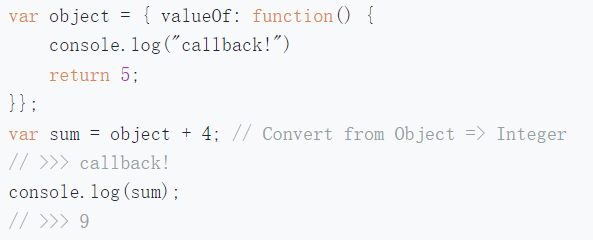 var object = { valueOf: function() {
    console.log("callback!")
    return 5;
}};
var sum = object + 4; // Convert from Object => Integer
// >>> callback!
console.log(sum);
// >>> 9